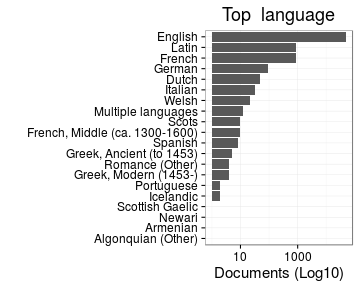 Top language
English
Latin
French
German
Dutch
Italian
Welsh
Multiple languages
Scots
French, Middle (ca. 1300-1600)
Spanish
Greek, Ancient (to 1453)
Romance (Other)
Greek, Modern (1453-)
Portuguese
Icelandic
Scottish Gaelic
Newari
Armenian
Algonquian (Other)
10 1000
Documents (Log10)